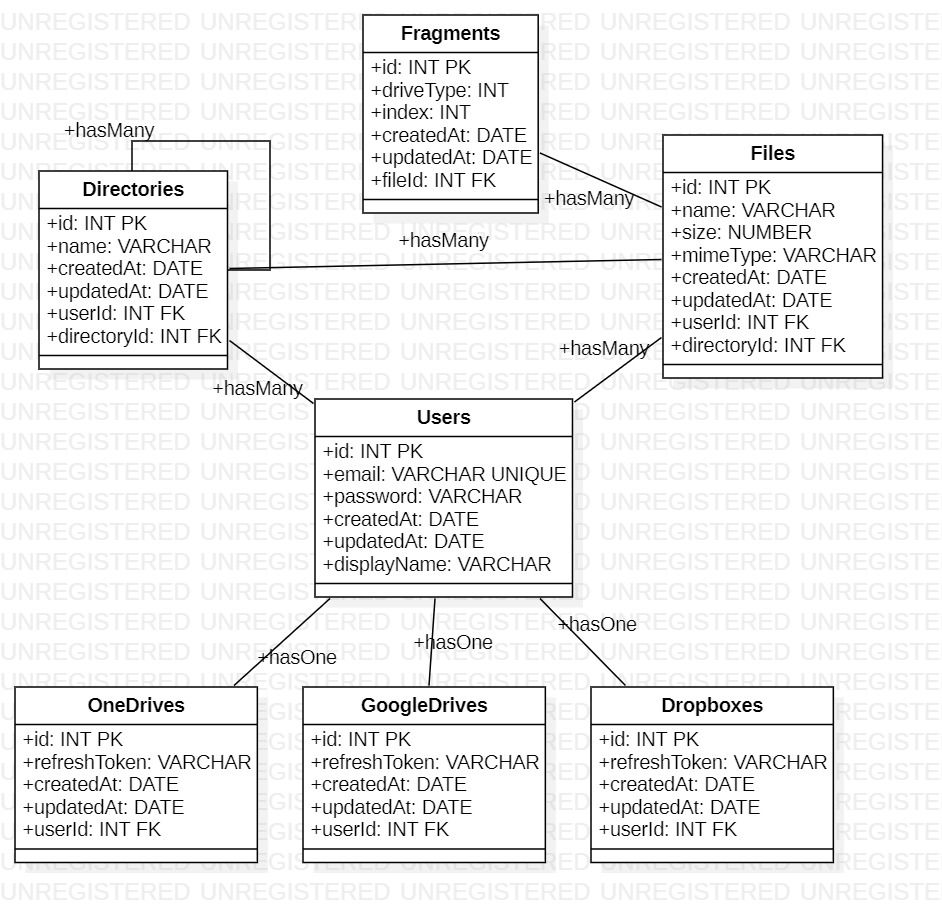 Fragments
+id: INT PK
+driveType: INT
+index: INT
+createdAt: DATE
+updatedAt: DATE
+fileId: INT FK
+hasMany
Directories
+id: INT PK
+name: VARCHAR
+createdAt: DATE
+updatedAt: DATE
+userId: INT FK
+directoryId: INT FK
Files
+id: INT PK
+name: VARCHAR
+size: NUMBER
+mimeType: VARCHAR
+createdAt: DATE
+updatedAt: DATE
+userId: INT FK
+directoryId: INT FK
+hasMany
+hasMany
+hasMany
+hasMany
Users
+id: INT PK
+email: VARCHAR UNIQUE
+password: VARCHAR
+createdAt: DATE
+updatedAt: DATE
+displayName: VARCHAR
+hasOne
+hasOne
+hasOne
OneDrives
+id: INT PK
+refreshToken: VARCHAR
+createdAt: DATE
+updatedAt: DATE
+userId: INT FK
GoogleDrives
+id: INT PK
+refreshToken: VARCHAR
+createdAt: DATE
+updatedAt: DATE
+userId: INT FK
Dropboxes
+id: INT PK
+refreshToken: VARCHAR
+createdAt: DATE
+updatedAt: DATE
+userId: INT FK
UNREGISTERED